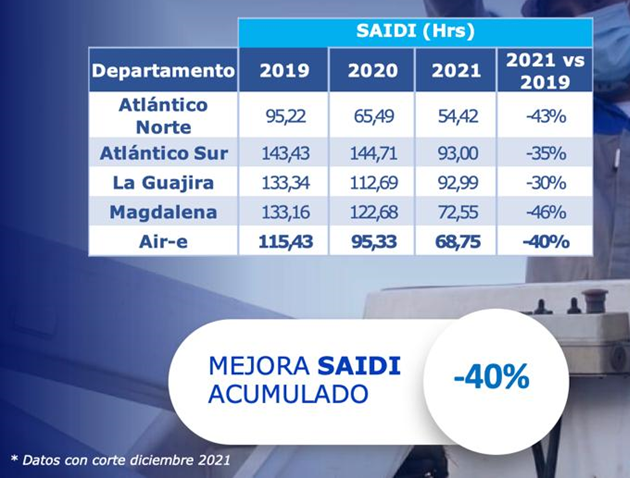 SAIDI (Hrs)
Departamento 2019 2020 2021 2021 vs 2019
Atlántico Norte 95,22 65,49 54,42 -43%
Atlántico Sur 143,43 144,71 93,00 -35%
La Guajira 133,34 112,69 92,99 -30%
Magdalena 133,16 122,68 72,55 -46%
Air-e 115,43 95,33 68,75 -40%
MEJORA SAIDI
ACUMULADO
-40%
* Datos con corte diciembre 2021